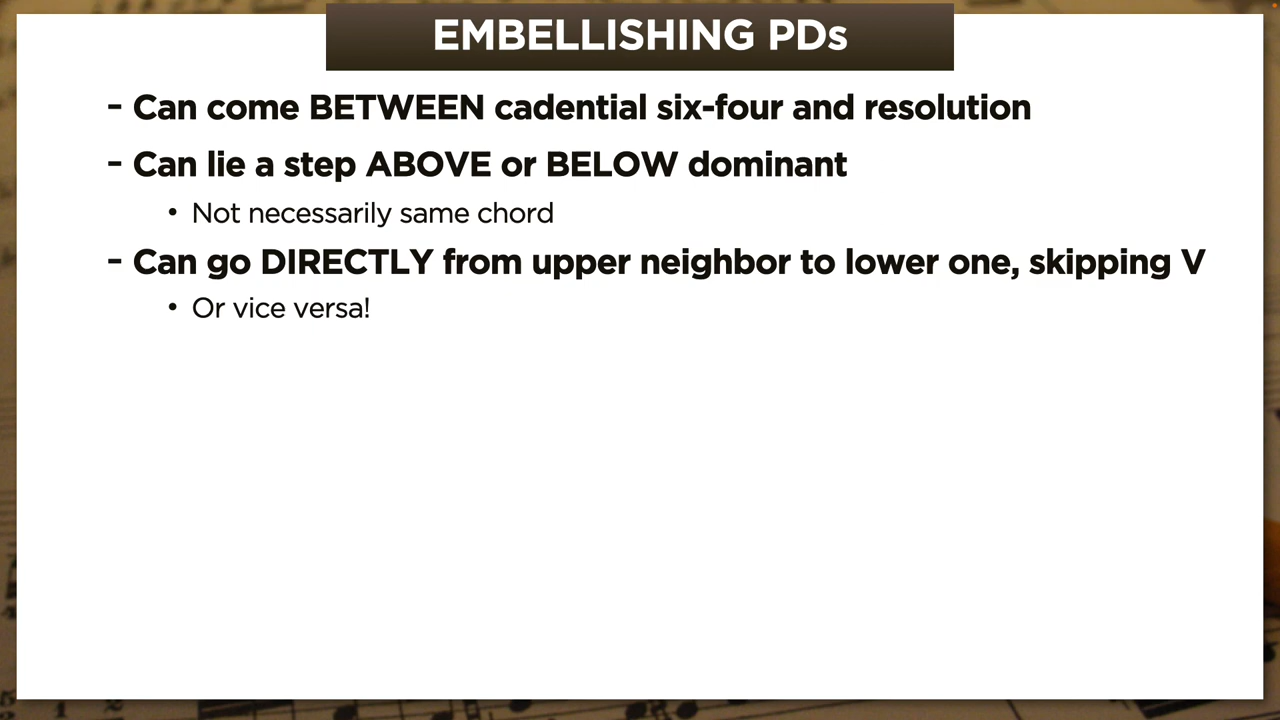 EMBELLISHING PDs
- Can come BETWEEN cadential six-four and resolution
- Can lie a step ABOVE or BELOW dominant
• Not necessarily same chord
- Can go DIRECTLY from upper neighbor to lower one, skipping V
• Or vice versa!